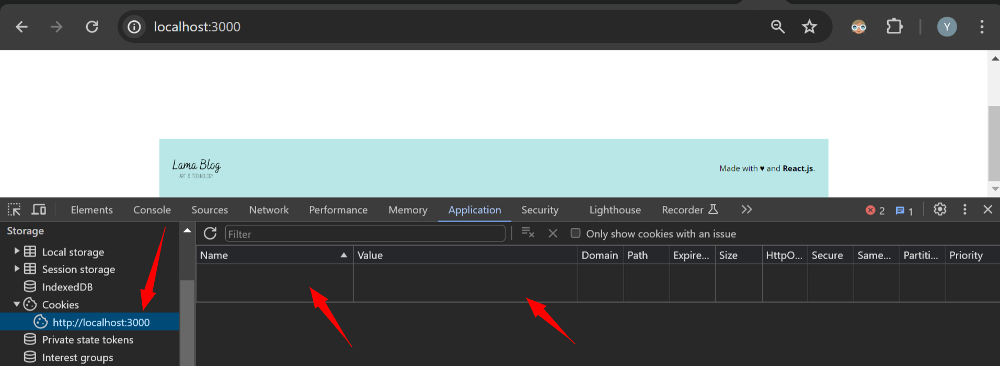 localhost:3000
Y
Lama Blog
ART & TECHNOLOGY
Made with ♥ and React.js.
Elements Console Sources Network Performance Memory Application Security Lighthouse Recorder 2 1
Storage
Filter
Only show cookies with an issue
Local storage
Session storage
IndexedDB
Cookies
http://localhost:3000
Private state tokens
Interest groups
Name Value Domain Path Expire... Size HttpO... Secure Same... Partiti... Priority